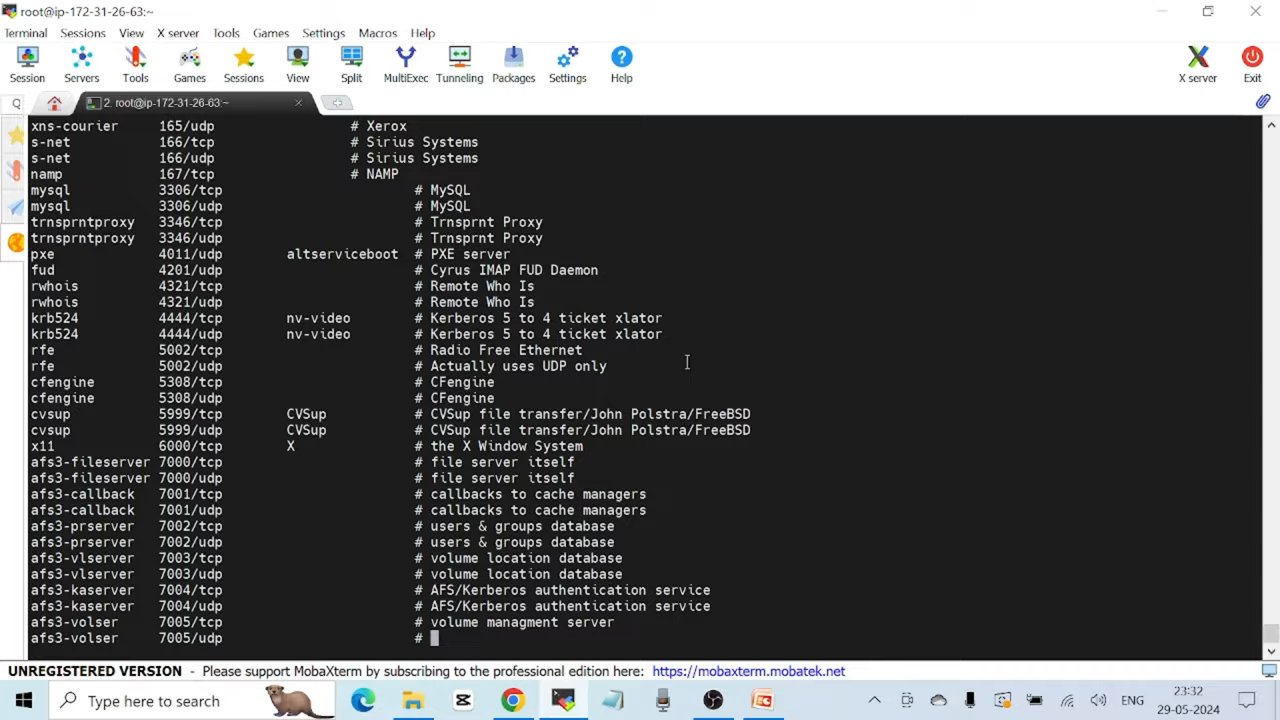 root@ip-172-31-26-63:~
Terminal Sessions View X server Tools Games Settings Macros Help
Session Servers Tools Games Sessions View Split MultiExec Tunneling Packages Settings Help X server Exit
2. root@ip-172-31-26-63:~
xns-courier 165/udp # Xerox
s-net 166/tcp # Sirius Systems
s-net 166/udp # Sirius Systems
namp 167/tcp # NAMP
mysql 3306/tcp # MySQL
mysql 3306/udp # MySQL
trnsprntproxy 3346/tcp # Trnsprnt Proxy
trnsprntproxy 3346/udp # Trnsprnt Proxy
pxe 4011/udp altserviceboot # PXE server
fud 4201/udp # Cyrus IMAP FUD Daemon
rwhois 4321/udp # Remote Who Is
rwhois 4321/udp # Remote Who Is
krb524 4444/tcp nv-video # Kerberos 5 to 4 ticket xlator
krb524 4444/udp nv-video # Kerberos 5 to 4 ticket xlator
rfe 5002/tcp # Radio Free Ethernet
rfe 5002/udp # Actually uses UDP only
cfengine 5308/tcp # CFengine
cfengine 5308/udp # CFengine
cvsup 5999/tcp CVSup # CVSup file transfer/John Polstra/FreeBSD
cvsup 5999/udp CVSup # CVSup file transfer/John Polstra/FreeBSD
x11 6000/tcp X # the X Window System
afs3-fileserver 7000/tcp # file server itself
afs3-fileserver 7000/udp # file server itself
afs3-callback 7001/tcp # callbacks to cache managers
afs3-callback 7001/udp # callbacks to cache managers
afs3-prserver 7002/tcp # users & groups database
afs3-prserver 7002/udp # users & groups database
afs3-vlserver 7003/tcp # volume location database
afs3-vlserver 7003/udp # volume location database
afs3-kaserver 7004/tcp # AFS/Kerberos authentication service
afs3-kaserver 7004/udp # AFS/Kerberos authentication service
afs3-volser 7005/tcp # volume managment server
afs3-volser 7005/udp #
UNREGISTERED VERSION - Please support MobaXterm by subscribing to the professional edition here: https://mobaxterm.mobatek.net
Type here to search
ENG
23:32
29-05-2024